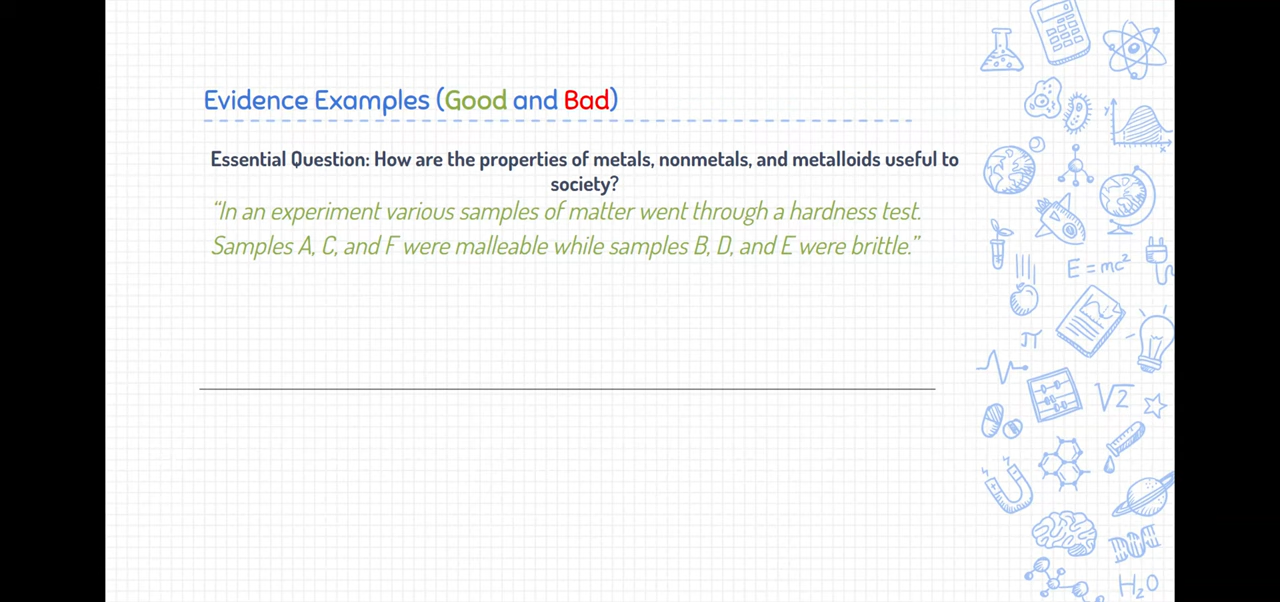 Evidence Examples (Good and Bad)
Essential Question: How are the properties of metals, nonmetals, and metalloids useful to
society?
“In an experiment various samples of matter went through a hardness test.
Samples A, C, and F were malleable while samples B, D, and E were brittle.”
E = mc²
π
√2
H₂O
y
x